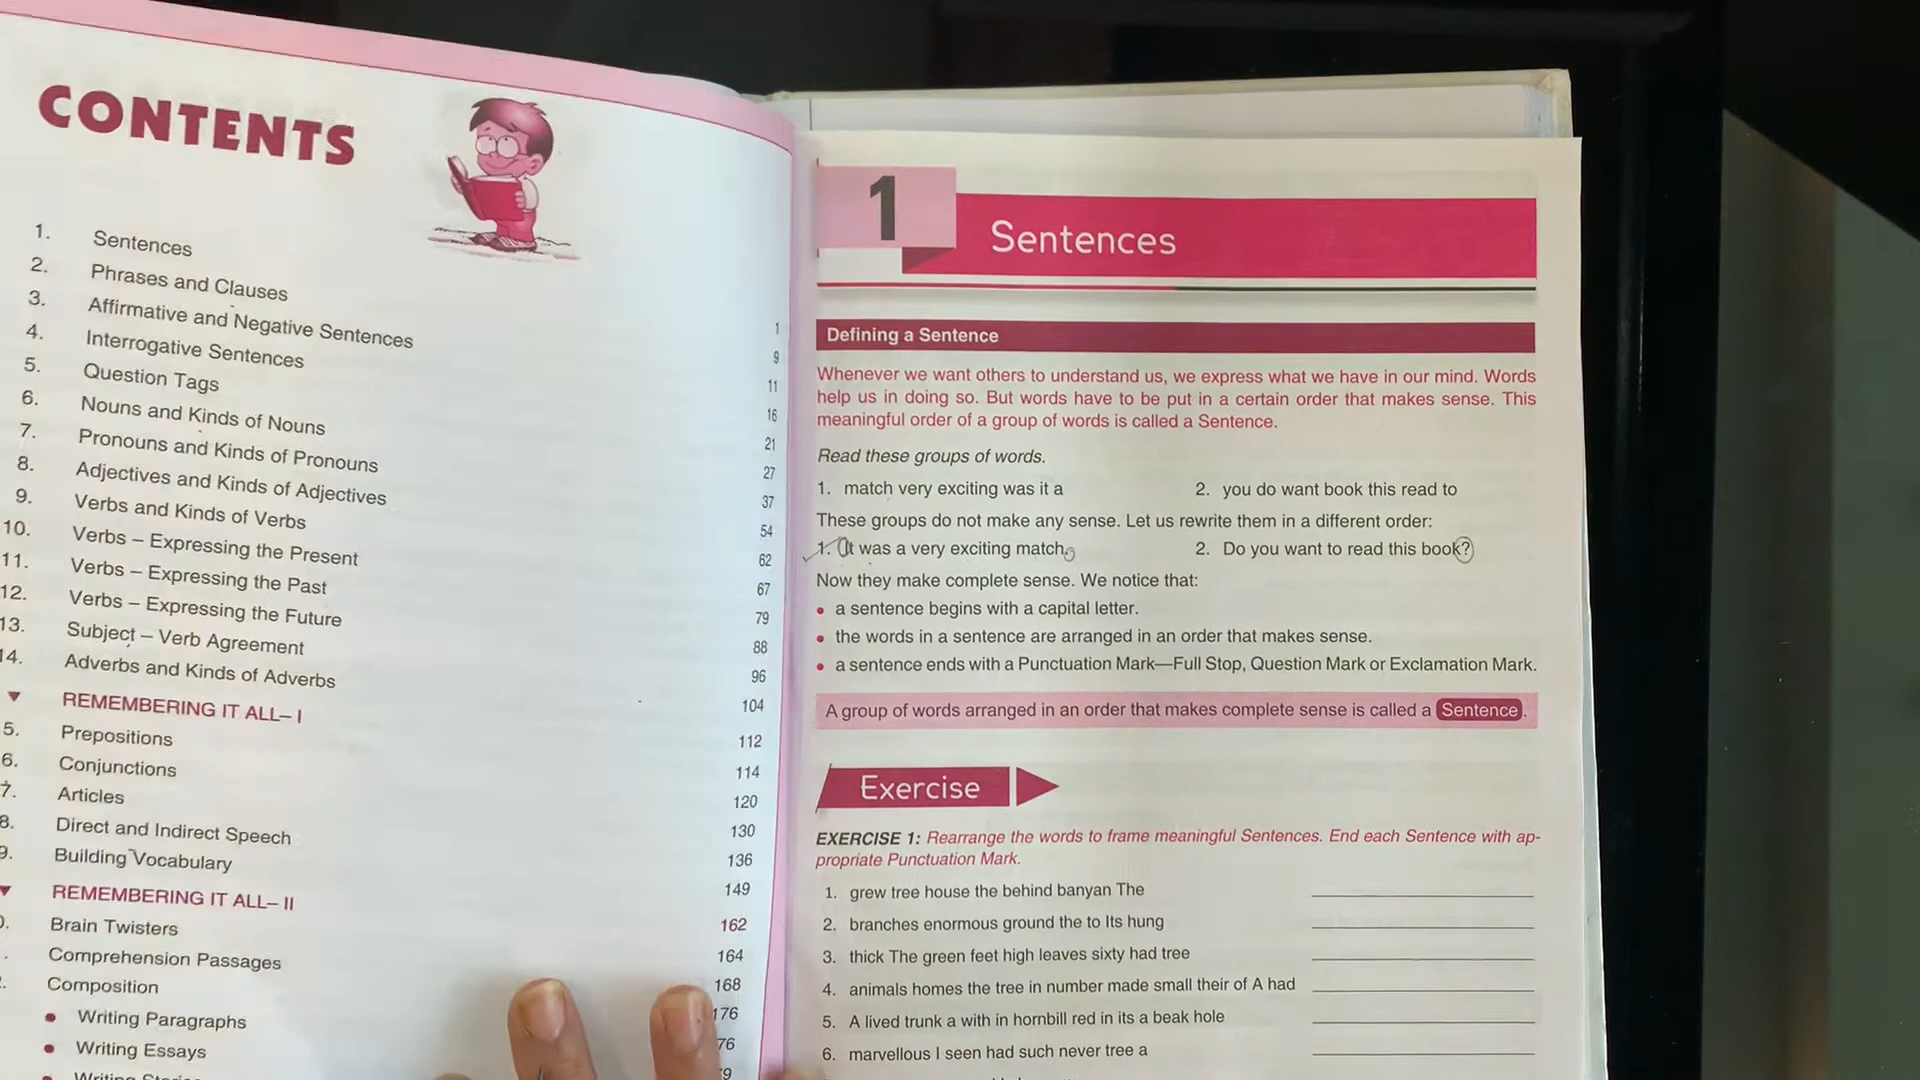 CONTENTS
1. Sentences 1
2. Phrases and Clauses 9
3. Affirmative and Negative Sentences 11
4. Interrogative Sentences 16
5. Question Tags 21
6. Nouns and Kinds of Nouns 27
7. Pronouns and Kinds of Pronouns 37
8. Adjectives and Kinds of Adjectives 54
9. Verbs and Kinds of Verbs 62
10. Verbs – Expressing the Present 67
11. Verbs – Expressing the Past 79
12. Verbs – Expressing the Future 88
13. Subject – Verb Agreement 96
14. Adverbs and Kinds of Adverbs 104
▼ REMEMBERING IT ALL– I 112
5. Prepositions 114
6. Conjunctions 120
7. Articles 130
8. Direct and Indirect Speech 136
9. Building Vocabulary 149
▼ REMEMBERING IT ALL– II 162
Brain Twisters 164
Comprehension Passages 168
Composition 176
• Writing Paragraphs 76
• Writing Essays
1
Sentences
Defining a Sentence
Whenever we want others to understand us, we express what we have in our mind. Words
help us in doing so. But words have to be put in a certain order that makes sense. This
meaningful order of a group of words is called a Sentence.
Read these groups of words.
1. match very exciting was it a 2. you do want book this read to
These groups do not make any sense. Let us rewrite them in a different order:
1. It was a very exciting match. 2. Do you want to read this book?
Now they make complete sense. We notice that:
• a sentence begins with a capital letter.
• the words in a sentence are arranged in an order that makes sense.
• a sentence ends with a Punctuation Mark—Full Stop, Question Mark or Exclamation Mark.
A group of words arranged in an order that makes complete sense is called a Sentence.
Exercise
EXERCISE 1: Rearrange the words to frame meaningful Sentences. End each Sentence with ap-
propriate Punctuation Mark.
1. grew tree house the behind banyan The
2. branches enormous ground the to Its hung
3. thick The green feet high leaves sixty had tree
4. animals homes the tree in number made small their of A had
5. A lived trunk a with in hornbill red in its a beak hole
6. marvellous I seen had such never tree a